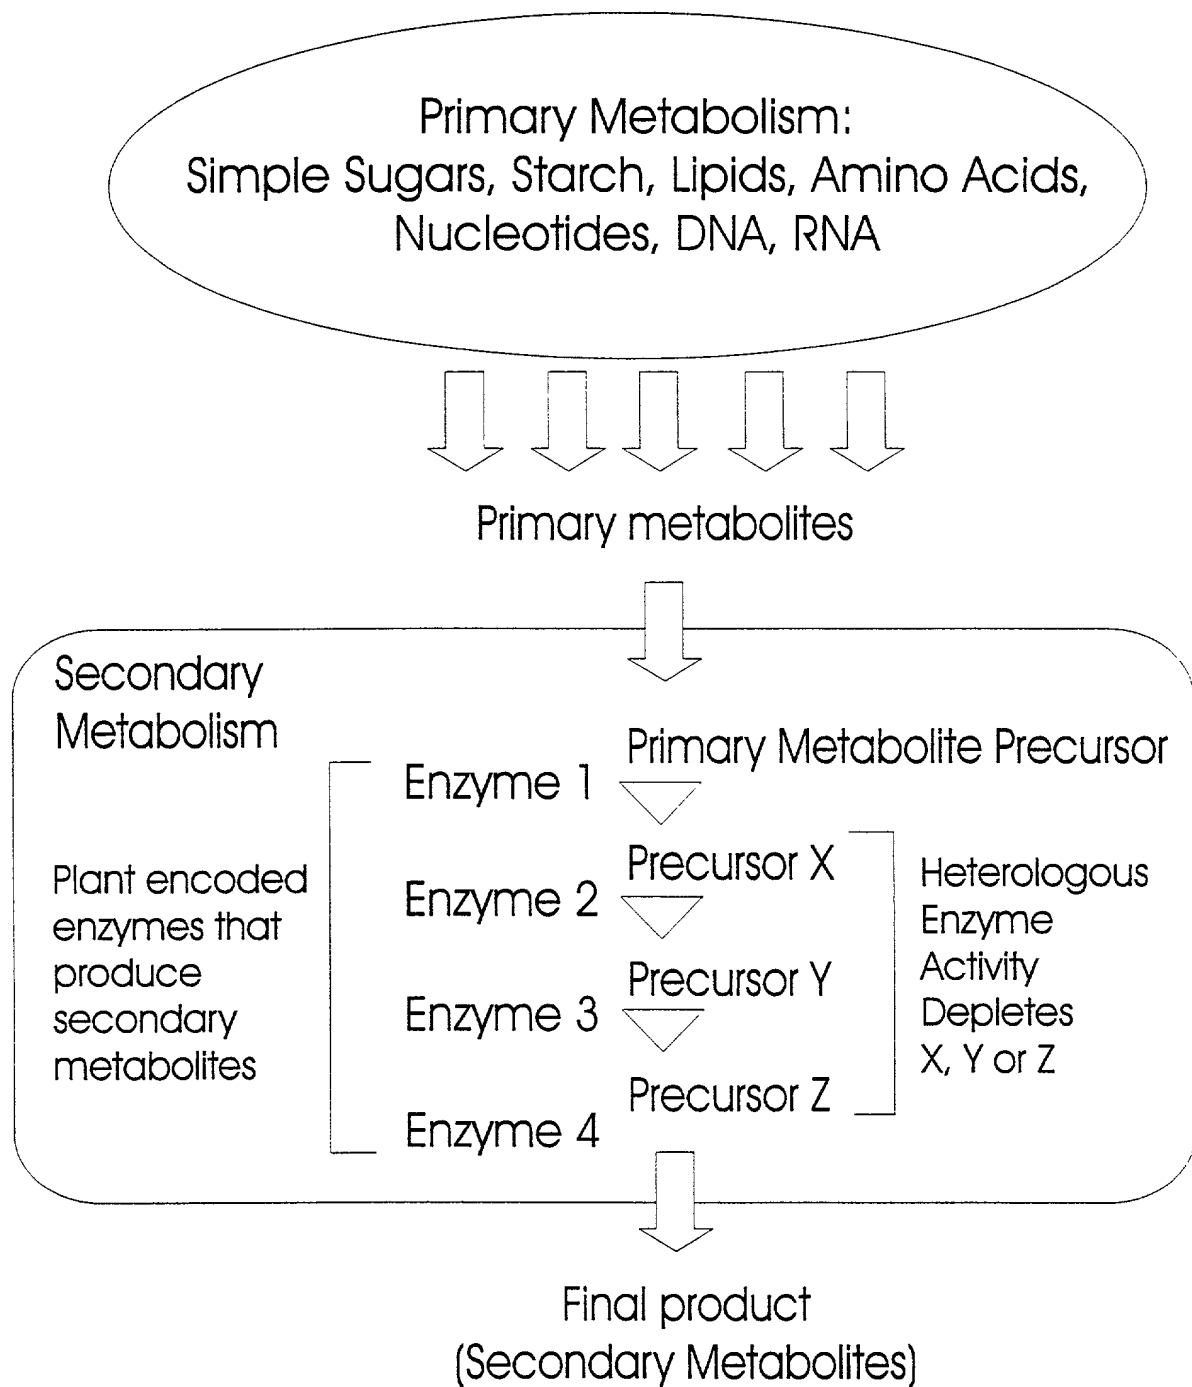 Primary Metabolism:
Simple Sugars, Starch, Lipids, Amino Acids,
Nucleotides, DNA, RNA
Primary metabolites
Secondary
Metabolism
Primary Metabolite Precursor
Enzyme 1
Precursor X
Enzyme 2
Precursor Y
Enzyme 3
Precursor Z
Enzyme 4
Plant encoded
enzymes that
produce
secondary
metabolites
Heterologous
Enzyme
Activity
Depletes
X, Y or Z
Final product
(Secondary Metabolites)